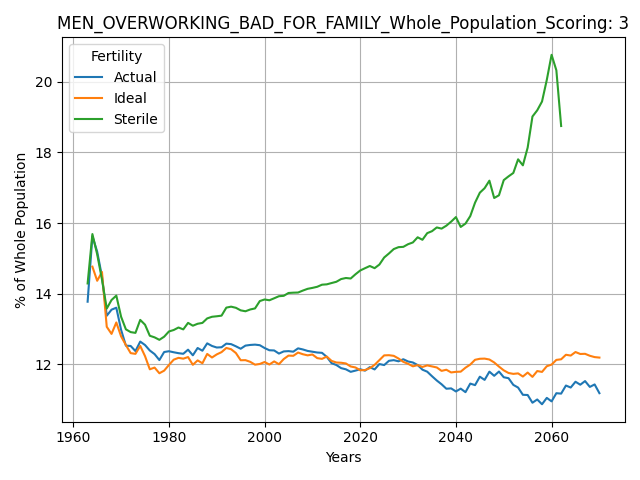 MEN_OVERWORKING_BAD_FOR_FAMILY_Whole_Population_Scoring: 3
Fertility
Actual
Ideal
Sterile
% of Whole Population
20
18
16
14
12
1960
1980
2000
2020
2040
2060
Years